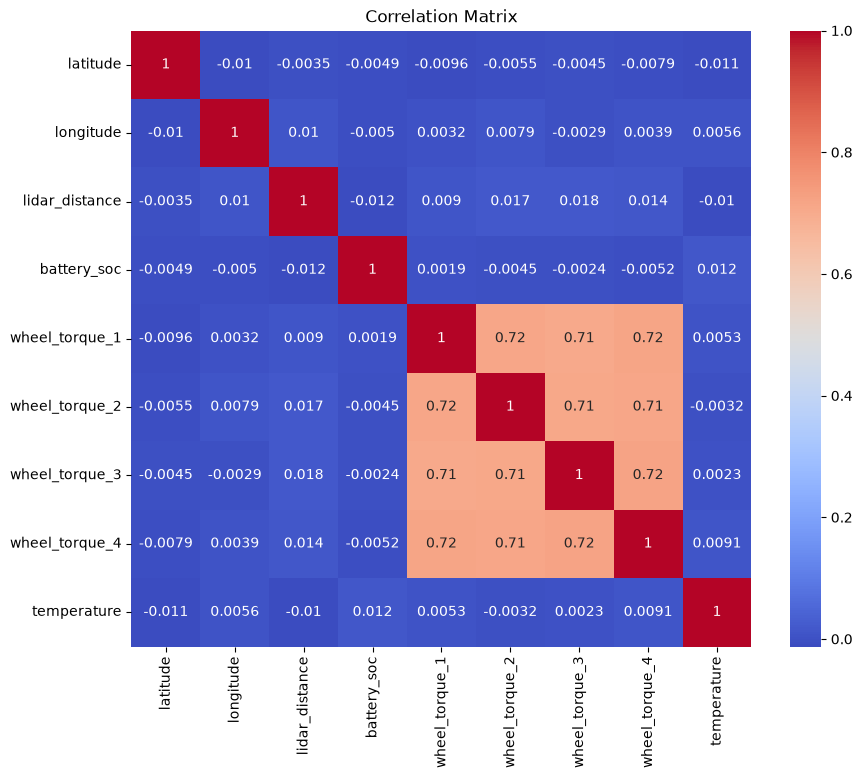 Correlation Matrix
latitude 1 -0.01 -0.0035 -0.0049 -0.0096 -0.0055 -0.0045 -0.0079 -0.011
longitude -0.01 1 0.01 -0.005 0.0032 0.0079 -0.0029 0.0039 0.0056
lidar_distance -0.0035 0.01 1 -0.012 0.009 0.017 0.018 0.014 -0.01
battery_soc -0.0049 -0.005 -0.012 1 0.0019 -0.0045 -0.0024 -0.0052 0.012
wheel_torque_1 -0.0096 0.0032 0.009 0.0019 1 0.72 0.71 0.72 0.0053
wheel_torque_2 -0.0055 0.0079 0.017 -0.0045 0.72 1 0.71 0.71 -0.0032
wheel_torque_3 -0.0045 -0.0029 0.018 -0.0024 0.71 0.71 1 0.72 0.0023
wheel_torque_4 -0.0079 0.0039 0.014 -0.0052 0.72 0.71 0.72 1 0.0091
temperature -0.011 0.0056 -0.01 0.012 0.0053 -0.0032 0.0023 0.0091 1
latitude
longitude
lidar_distance
battery_soc
wheel_torque_1
wheel_torque_2
wheel_torque_3
wheel_torque_4
temperature
1.0
0.8
0.6
0.4
0.2
0.0